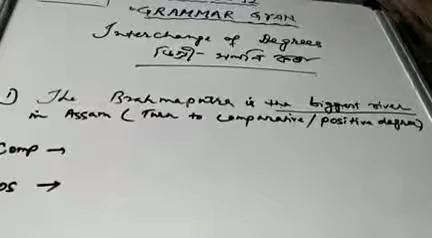 GRAMMAR GYAN
Interchange of Degrees
ডিগ্ৰী
1) The Brahmaputra is the biggest river
in Assam (Turn to comparative/positive degree)
Comp →
os →